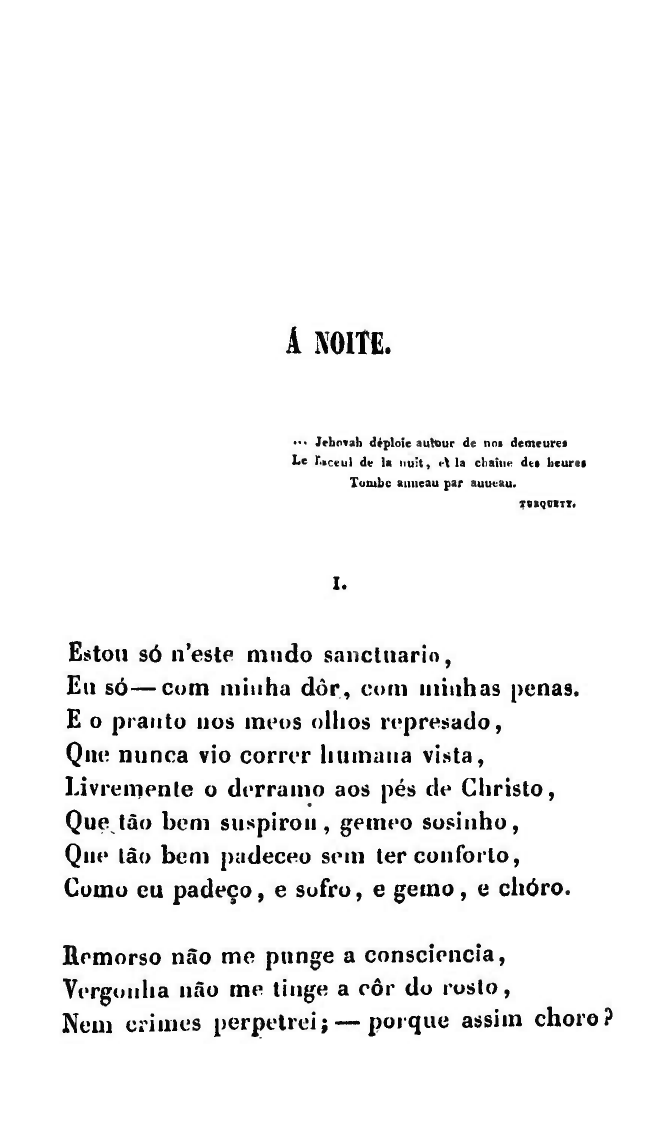 Á NOITE.
... Jehovah déploie autour de nos demeures
Le linceul de la nuit, et la chaîne des heures
Tombe anneau par anneau.
TURQUETY.
I.
Estou só n'este mudo sanctuario,
Eu só—com minha dôr, com minhas penas.
E o pranto nos meos olhos represado,
Que nunca vio correr humana vista,
Livremente o derramo aos pés de Christo,
Que tão bem suspirou, gemeo sosinho,
Que tão bem padeceo sem ter conforto,
Como eu padeço, e sofro, e gemo, e chóro.
Remorso não me punge a consciencia,
Vergonha não me tinge a côr do rosto,
Nem crimes perpetrei;— porque assim choro?